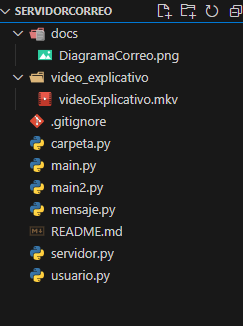 SERVIDORCORREO
docs
DiagramaCorreo.png
video_explicativo
videoExplicativo.mkv
.gitignore
carpeta.py
main.py
main2.py
mensaje.py
README.md
servidor.py
usuario.py